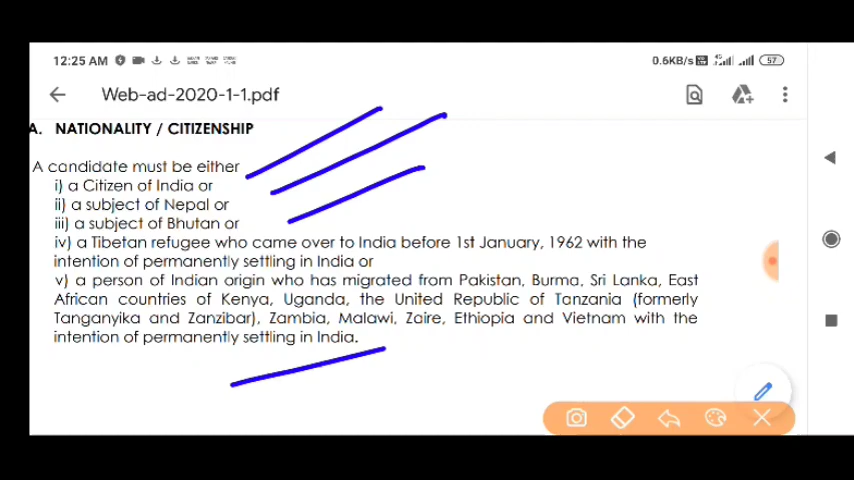 12:25 AM
0.6KB/s 57
Web-ad-2020-1-1.pdf
A. NATIONALITY / CITIZENSHIP
A candidate must be either
i) a Citizen of India or
ii) a subject of Nepal or
iii) a subject of Bhutan or
iv) a Tibetan refugee who came over to India before 1st January, 1962 with the
intention of permanently settling in India or
v) a person of Indian origin who has migrated from Pakistan, Burma, Sri Lanka, East
African countries of Kenya, Uganda, the United Republic of Tanzania (formerly
Tanganyika and Zanzibar), Zambia, Malawi, Zaire, Ethiopia and Vietnam with the
intention of permanently settling in India.